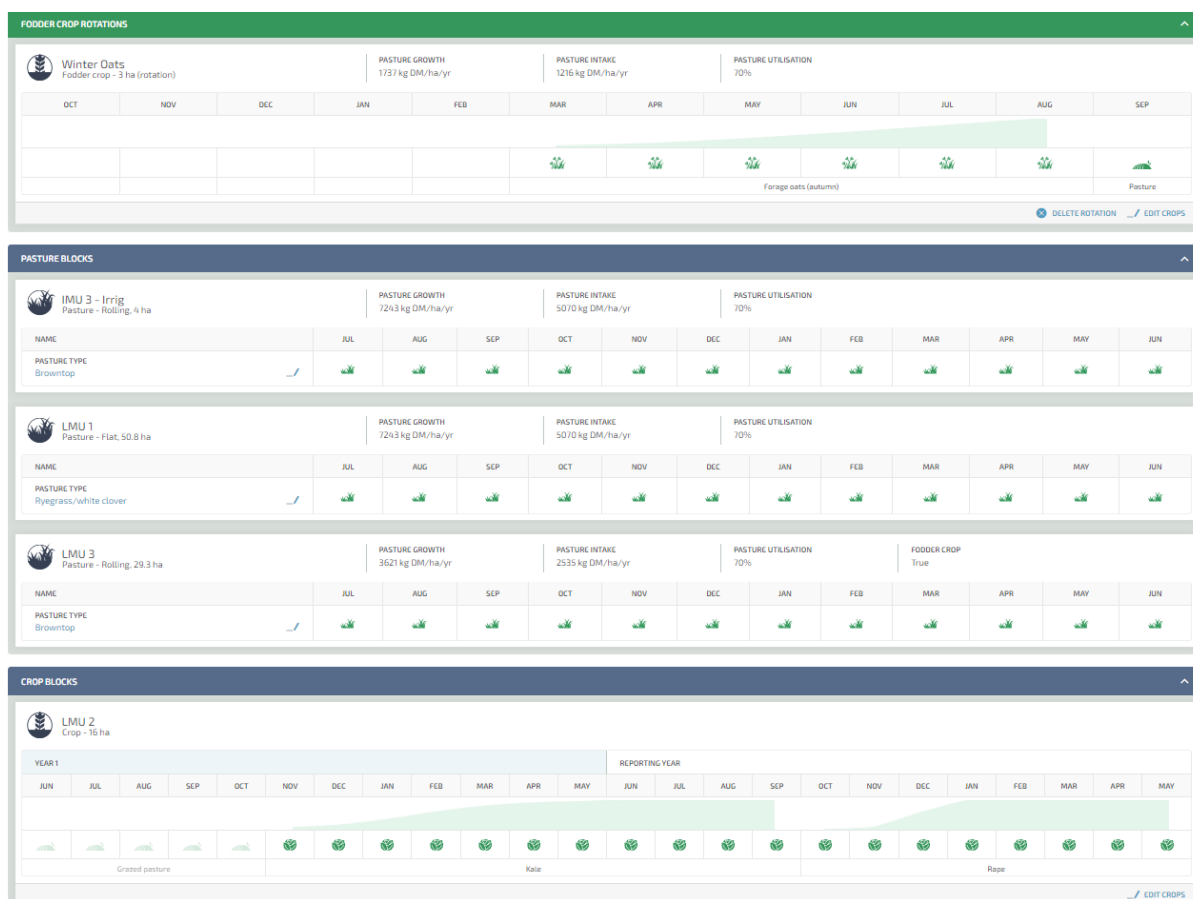 FODDER CROP ROTATIONS
Winter Oats
Fodder crop - 3 ha (rotation)
PASTURE GROWTH
1737 kg DM/ha/yr
PASTURE INTAKE
1216 kg DM/ha/yr
PASTURE UTILISATION
70%
OCT NOV DEC JAN FEB MAR APR MAY JUN JUL AUG SEP
Forage oats (autumn) Pasture
DELETE ROTATION EDIT CROPS
PASTURE BLOCKS
IMU 3 - Irrig
Pasture - Rolling, 4 ha
PASTURE GROWTH
7243 kg DM/ha/yr
PASTURE INTAKE
5070 kg DM/ha/yr
PASTURE UTILISATION
70%
NAME JUL AUG SEP OCT NOV DEC JAN FEB MAR APR MAY JUN
PASTURE TYPE
Browntop
LMU 1
Pasture - Flat, 50.8 ha
PASTURE GROWTH
7243 kg DM/ha/yr
PASTURE INTAKE
5070 kg DM/ha/yr
PASTURE UTILISATION
70%
NAME JUL AUG SEP OCT NOV DEC JAN FEB MAR APR MAY JUN
PASTURE TYPE
Ryegrass/white clover
LMU 3
Pasture - Rolling, 29.3 ha
PASTURE GROWTH
3621 kg DM/ha/yr
PASTURE INTAKE
2535 kg DM/ha/yr
PASTURE UTILISATION
70%
FODDER CROP
True
NAME JUL AUG SEP OCT NOV DEC JAN FEB MAR APR MAY JUN
PASTURE TYPE
Browntop
CROP BLOCKS
LMU 2
Crop - 16 ha
YEAR 1 REPORTING YEAR
JUN JUL AUG SEP OCT NOV DEC JAN FEB MAR APR MAY JUN JUL AUG SEP OCT NOV DEC JAN FEB MAR APR MAY
Grazed pasture Kale Rape
EDIT CROPS